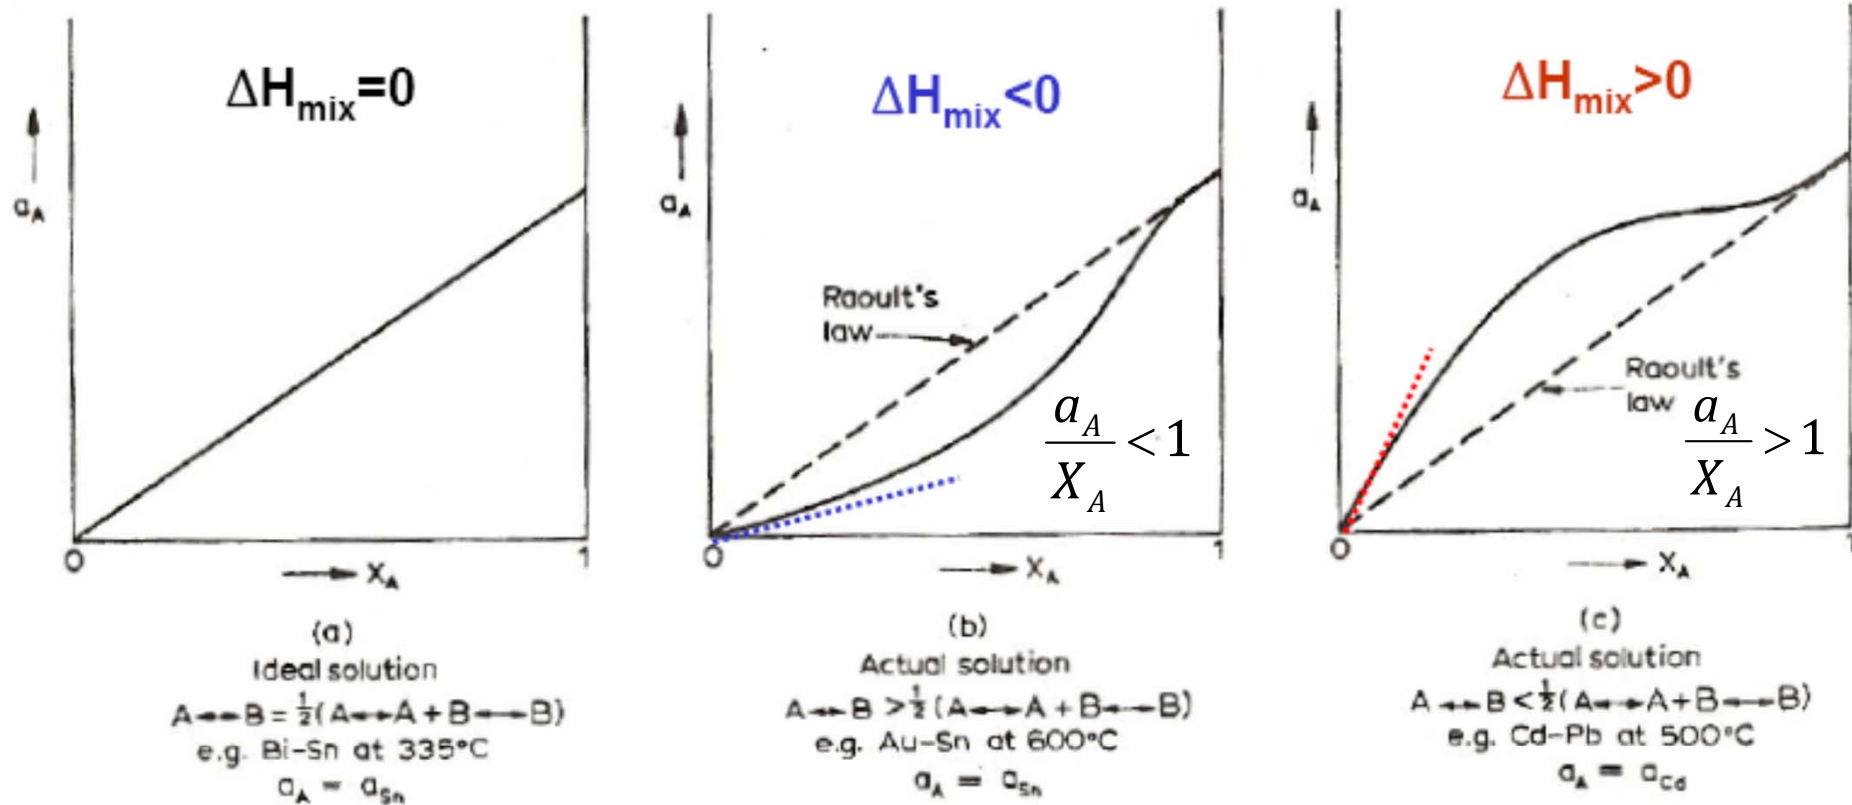 ΔHmix=0
aA
0
1
XA
(a)
Ideal solution
A↔B = ½(A↔A + B↔B)
e.g. Bi-Sn at 335°C
aA = aSn
ΔHmix<0
aA
Raoult's
law
aA/XA < 1
0
1
XA
(b)
Actual solution
A↔B > ½(A↔A + B↔B)
e.g. Au-Sn at 600°C
aA = aSn
ΔHmix>0
aA
Raoult's
law
aA/XA > 1
0
1
XA
(c)
Actual solution
A↔B < ½(A↔A + B↔B)
e.g. Cd-Pb at 500°C
aA = aCd